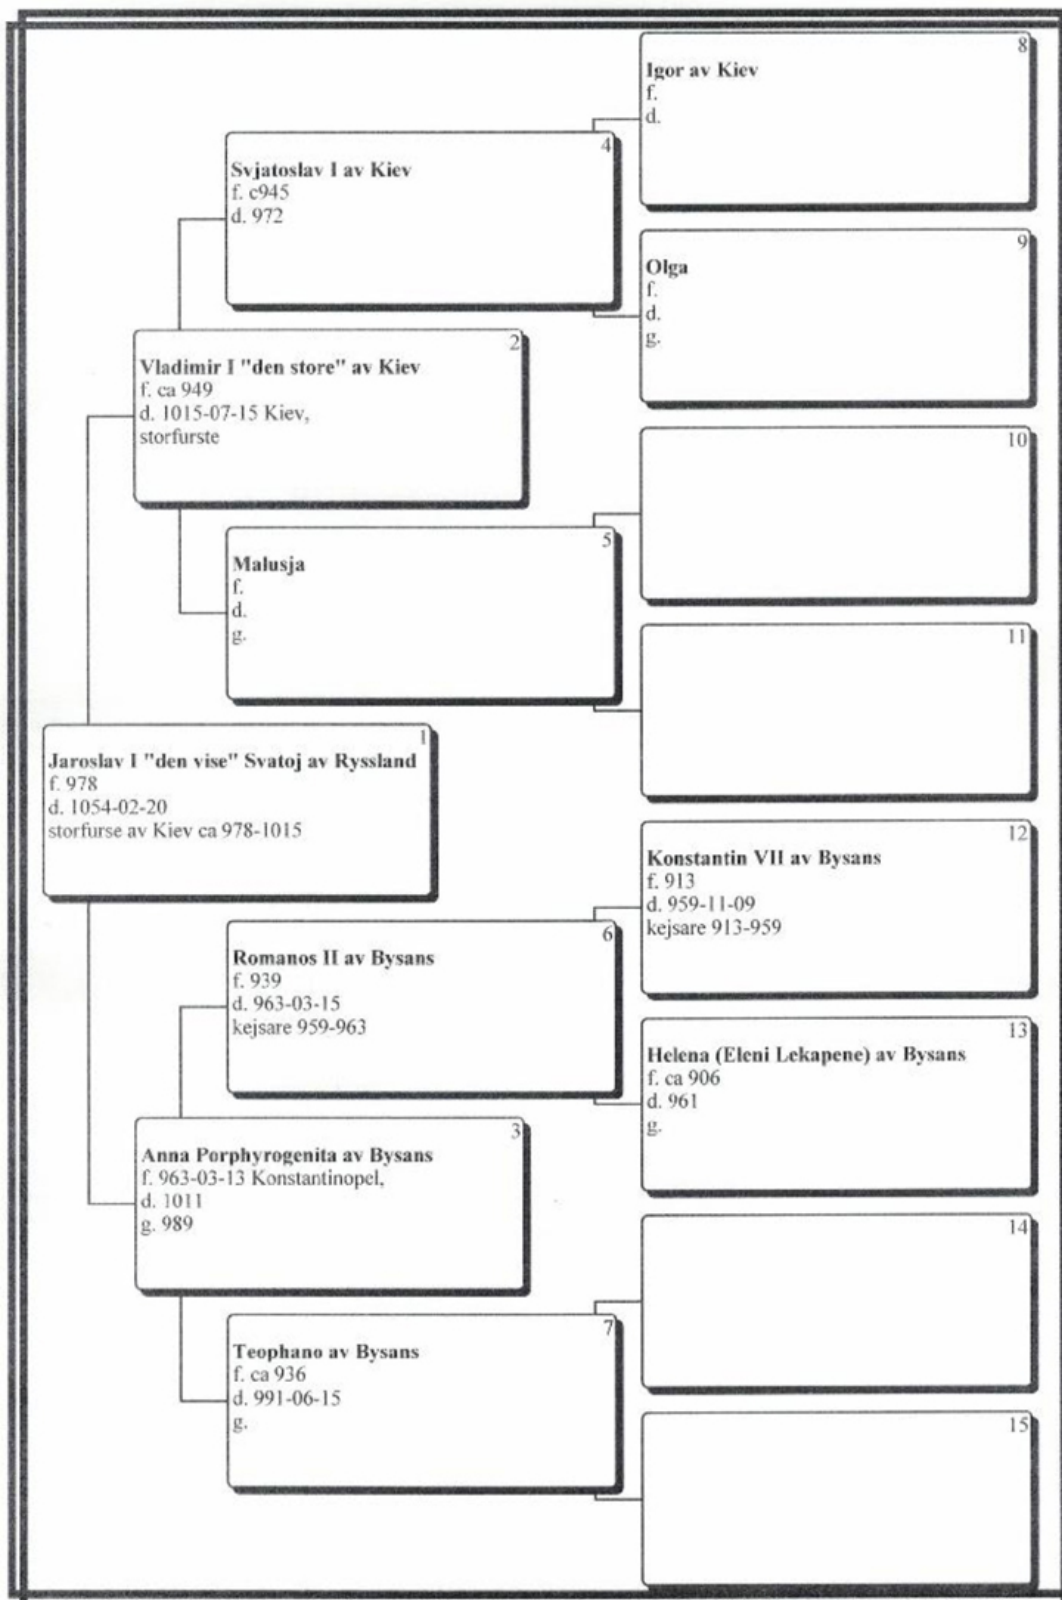 8
Igor av Kiev
f.
d.
4
Svjatoslav I av Kiev
f. c945
d. 972
9
Olga
f.
d.
g.
2
Vladimir I "den store" av Kiev
f. ca 949
d. 1015-07-15 Kiev,
storfurste
10
5
Malusja
f.
d.
g.
11
1
Jaroslav I "den vise" Svatoj av Ryssland
f. 978
d. 1054-02-20
storfurse av Kiev ca 978-1015
12
Konstantin VII av Bysans
f. 913
d. 959-11-09
kejsare 913-959
6
Romanos II av Bysans
f. 939
d. 963-03-15
kejsare 959-963
13
Helena (Eleni Lekapene) av Bysans
f. ca 906
d. 961
g.
3
Anna Porphyrogenita av Bysans
f. 963-03-13 Konstantinopel,
d. 1011
g. 989
14
7
Teophano av Bysans
f. ca 936
d. 991-06-15
g.
15